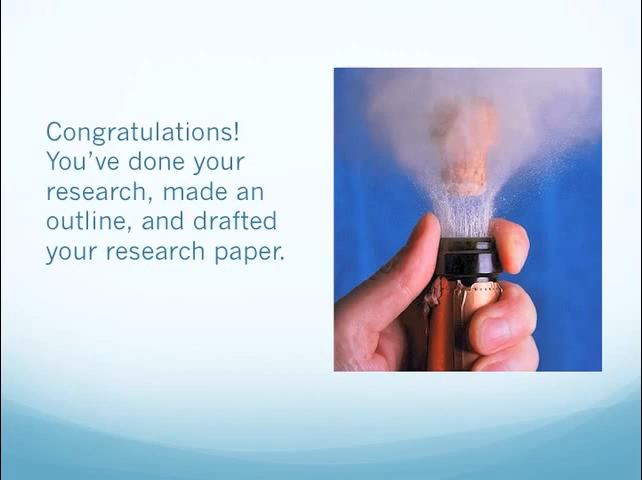 Congratulations!
You’ve done your
research, made an
outline, and drafted
your research paper.